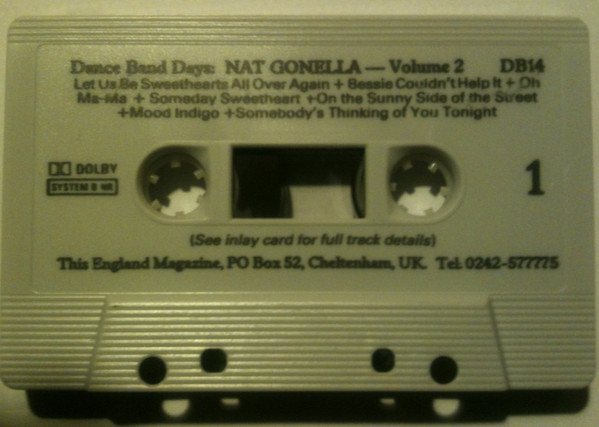 Dance Band Days: NAT GONELLA — Volume 2 DB14
Let Us Be Sweethearts All Over Again + Bessie Couldn't Help It + Oh
Ma-Ma + Someday Sweetheart +On the Sunny Side of the Street
+Mood Indigo +Somebody's Thinking of You Tonight
DOLBY
SYSTEM B NR
1
(See inlay card for full track details)
This England Magazine, PO Box 52, Cheltenham, UK. Tel: 0242-577775